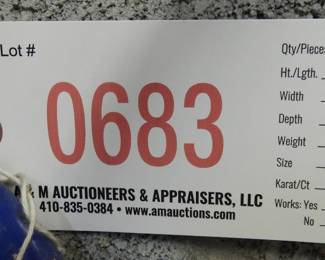 Lot #
0683
& M AUCTIONEERS & APPRAISERS, LLC
410-835-0384 • www.amauctions.com
Qty/Pieces
Ht./Lgth.
Width
Depth
Weight
Size
Karat/Ct
Works: Yes
No